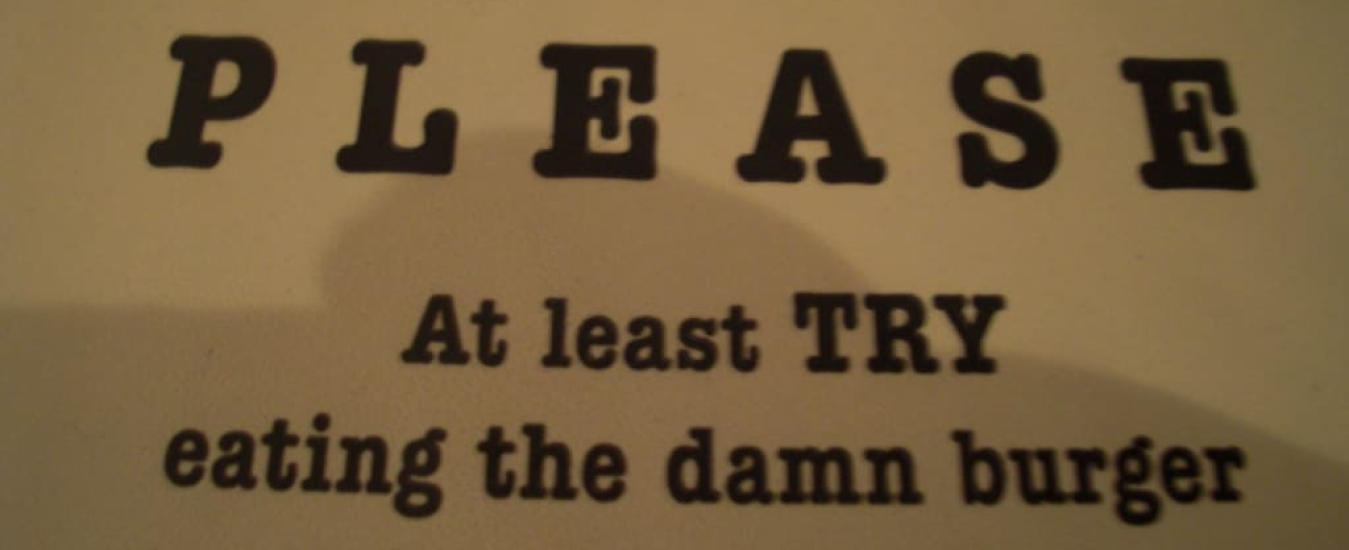 PLEASE
At least TRY
eating the damn burger